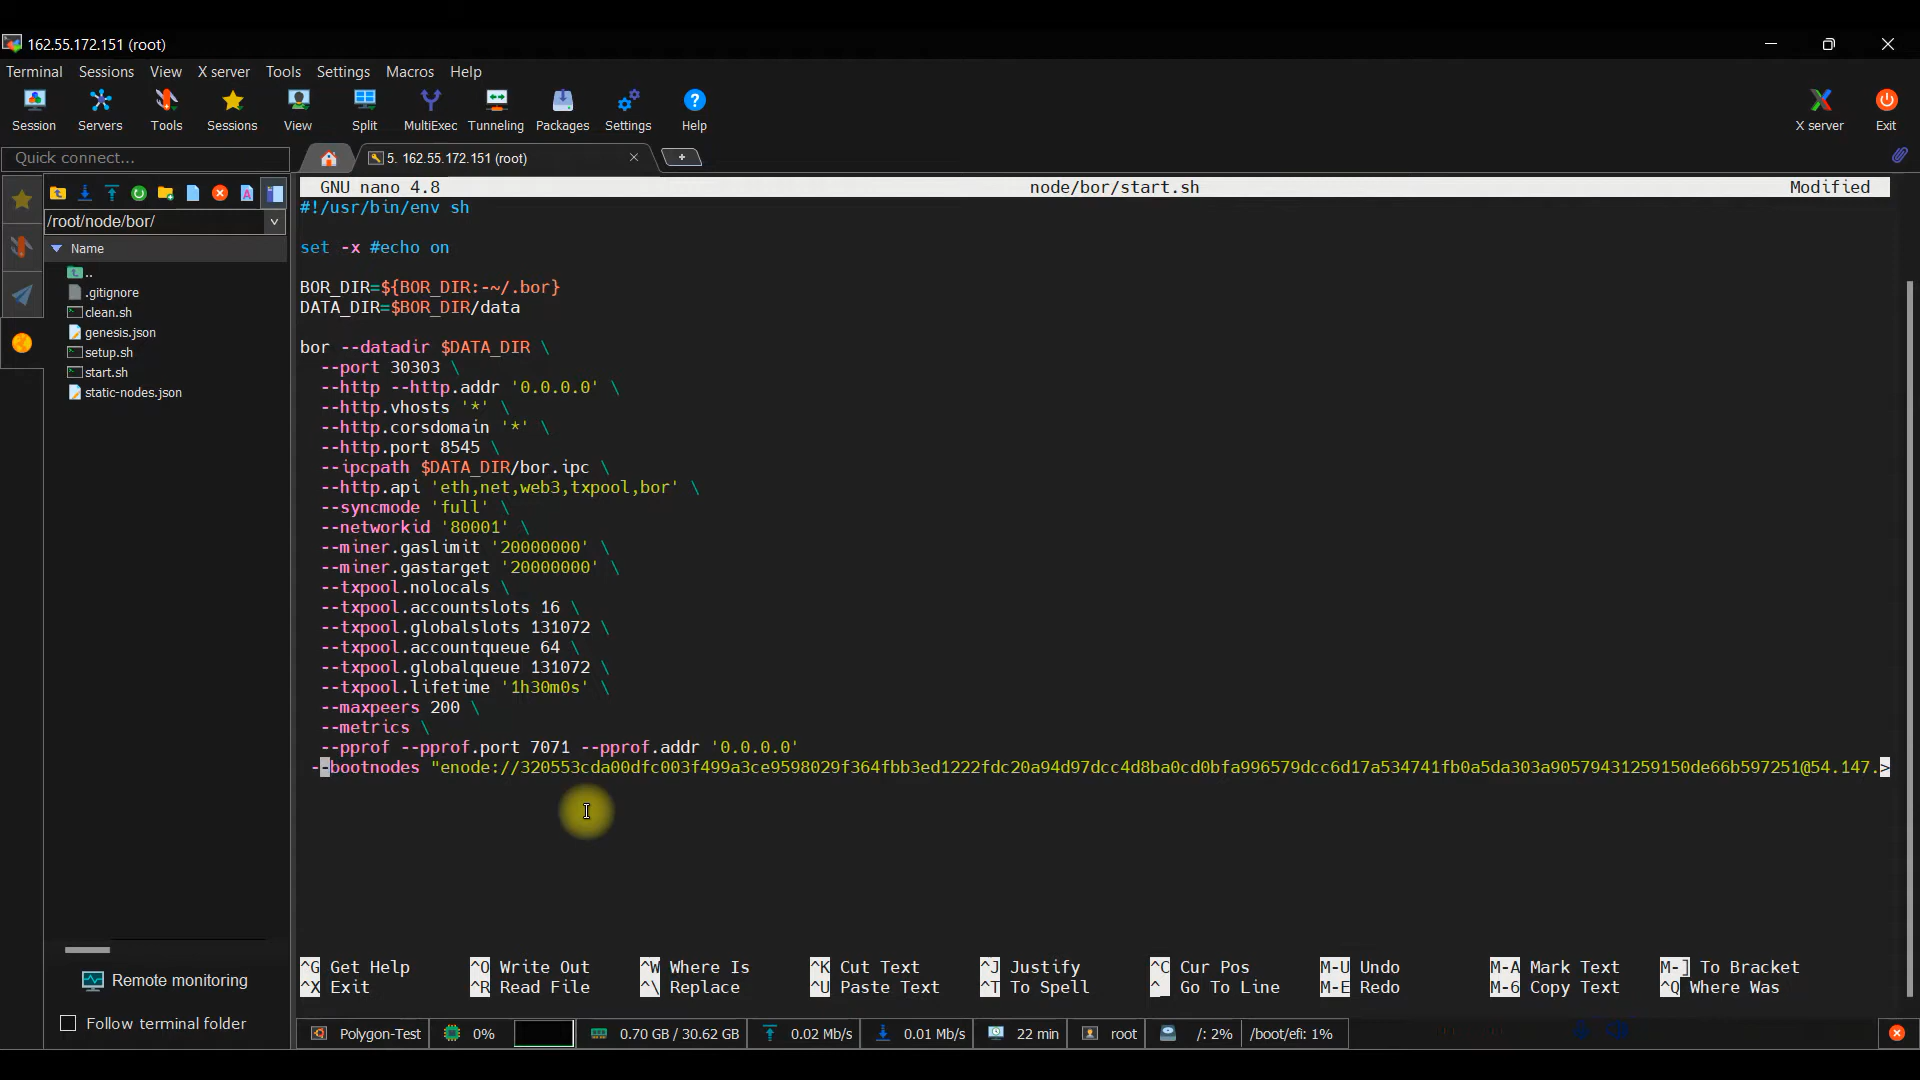 162.55.172.151 (root)
Terminal Sessions View X server Tools Settings Macros Help
Session Servers Tools Sessions View Split MultiExec Tunneling Packages Settings Help X server Exit
Quick connect...
5. 162.55.172.151 (root)
/root/node/bor/
Name
..
.gitignore
clean.sh
genesis.json
setup.sh
start.sh
static-nodes.json
GNU nano 4.8 node/bor/start.sh Modified
#!/usr/bin/env sh
set -x #echo on
BOR_DIR=${BOR_DIR:-~/.bor}
DATA_DIR=$BOR_DIR/data
bor --datadir $DATA_DIR \
--port 30303 \
--http --http.addr '0.0.0.0' \
--http.vhosts '*' \
--http.corsdomain '*' \
--http.port 8545 \
--ipcpath $DATA_DIR/bor.ipc \
--http.api 'eth,net,web3,txpool,bor' \
--syncmode 'full' \
--networkid '80001' \
--miner.gaslimit '20000000' \
--miner.gastarget '20000000' \
--txpool.nolocals \
--txpool.accountslots 16 \
--txpool.globalslots 131072 \
--txpool.accountqueue 64 \
--txpool.globalqueue 131072 \
--txpool.lifetime '1h30m0s' \
--maxpeers 200 \
--metrics \
--pprof --pprof.port 7071 --pprof.addr '0.0.0.0'
--bootnodes "enode://320553cda00dfc003f499a3ce9598029f364fbb3ed1222fdc20a94d97dcc4d8ba0cd0bfa996579dcc6d17a534741fb0a5da303a90579431259150de66b597251@54.147.>
^G Get Help ^O Write Out ^W Where Is ^K Cut Text ^J Justify ^C Cur Pos M-U Undo M-A Mark Text M-] To Bracket
^X Exit ^R Read File ^\ Replace ^U Paste Text ^T To Spell ^_ Go To Line M-E Redo M-6 Copy Text ^Q Where Was
Remote monitoring
Follow terminal folder
Polygon-Test 0% 0.70 GB / 30.62 GB 0.02 Mb/s 0.01 Mb/s 22 min root /: 2% /boot/efi: 1%